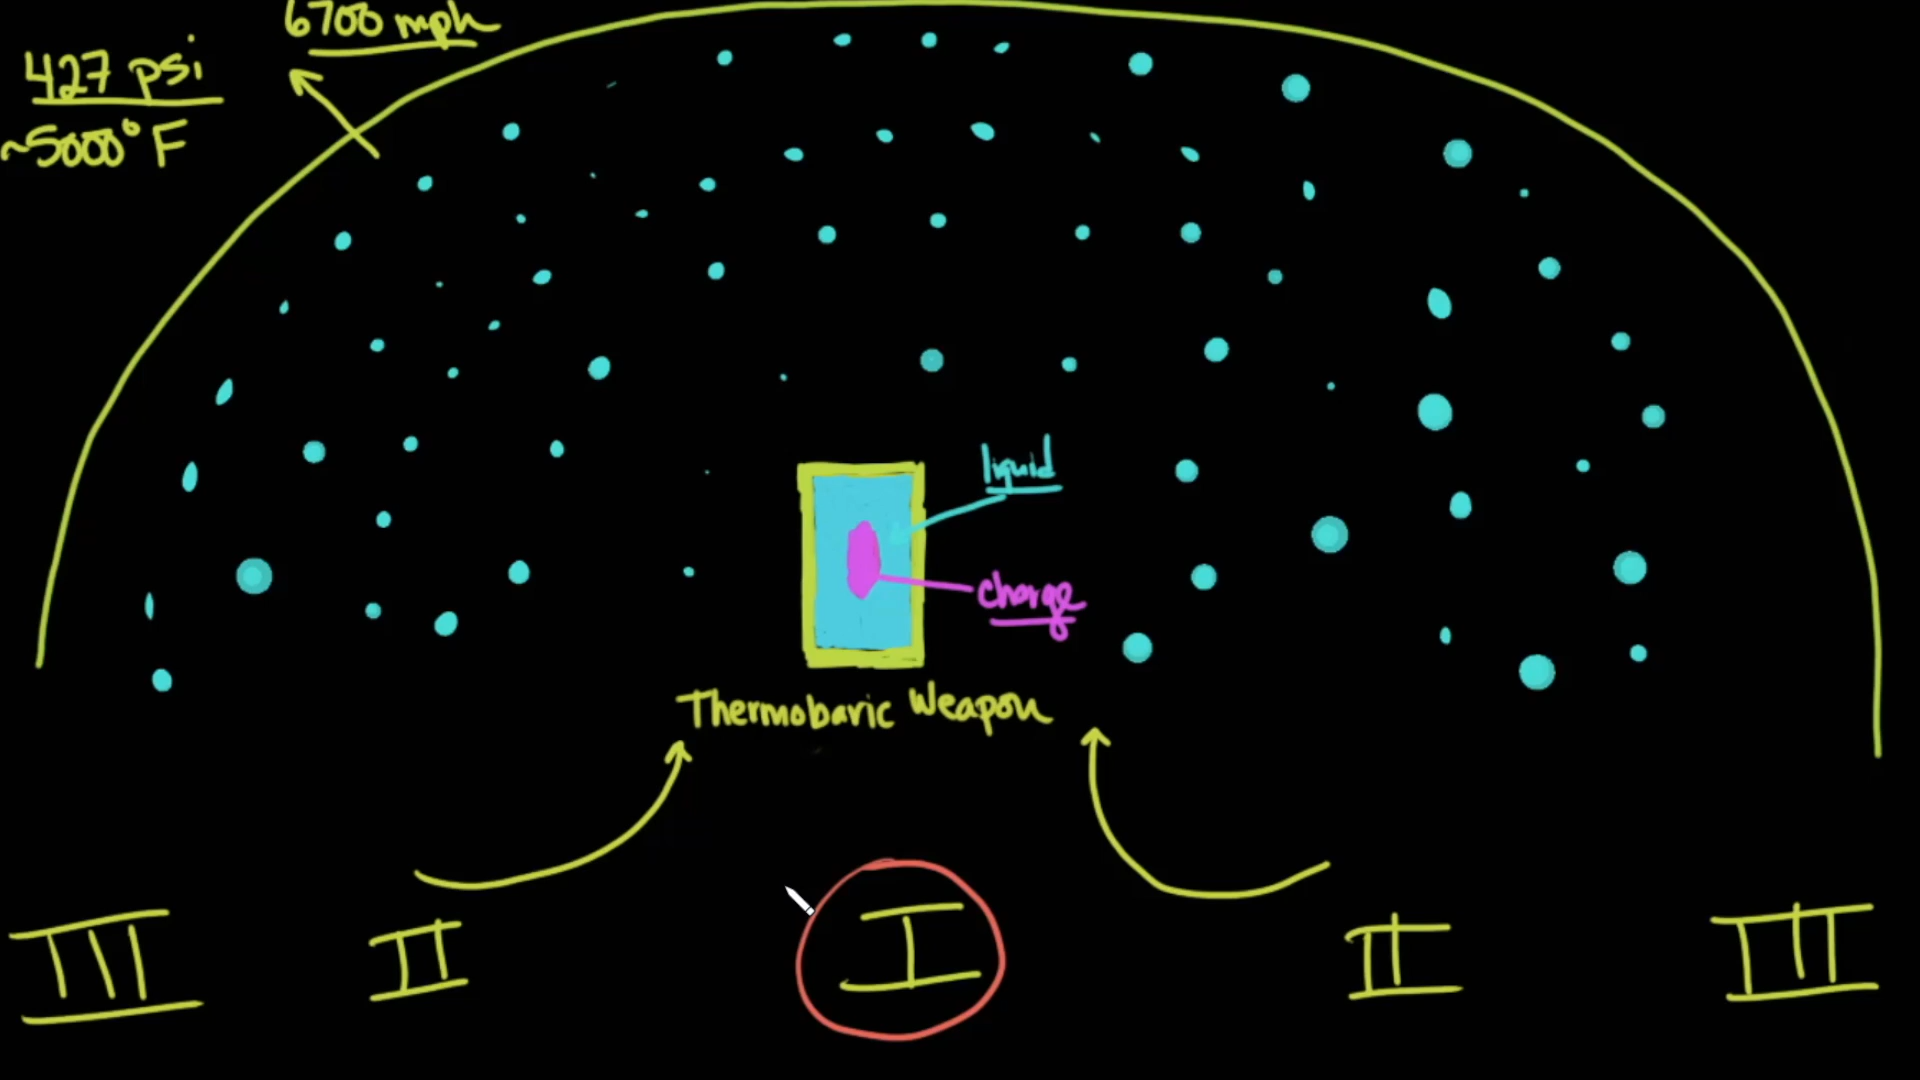 6700 mph
427 psi
~5000° F
liquid
charge
Thermobaric Weapon
III II I II III